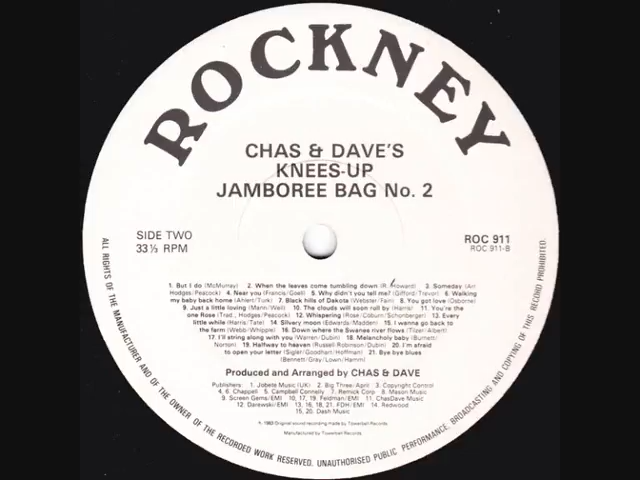 ROCKNEY
CHAS & DAVE'S
KNEES-UP
JAMBOREE BAG No. 2
SIDE TWO
33⅓ RPM
ROC 911
ROC 911-B
1. But I do (McMurrey) 2. When the leaves come tumbling down (R. Howard) 3. Someday (Arr.
Hodges/Peacock) 4. Near you (Francis/Goell) 5. Why didn't you tell me? (Gifford/Trevor) 6. Walking
my baby back home (Ahlert/Turk) 7. Black hills of Dakota (Webster/Fain) 8. You got love (Osborne)
9. Just a little loving (Mann/Weil) 10. The clouds will soon roll by (Harris) 11. You're the
one Rose (Trad., Hodges/Peacock) 12. Whispering (Rose/Coburn/Schonberger) 13. Every
little while (Harris/Tate) 14. Silvery moon (Edwards/Madden) 15. I wanna go back to
the farm (Webb/Whipple) 16. Down where the Swanee river flows (Tilzer/Albert)
17. I'll string along with you (Warren/Dubin) 18. Melancholy baby (Burnett/
Norton) 19. Halfway to heaven (Russell Robinson/Dubin) 20. I'm afraid
to open your letter (Sigler/Goodhart/Hoffman) 21. Bye bye blues
(Bennett/Gray/Lown/Hamm)
Produced and Arranged by CHAS & DAVE
Publishers: 1. Jobete Music (UK) 2. Big Three/April 3. Copyright Control
4, 6. Chappell 5. Campbell Connelly 7. Remick Corp 8. Mason Music
9. Screen Gems/EMI 10, 17, 19. Feldman/EMI 11. ChasDave Music
12. Darewski/EMI 13, 16, 18, 21. FDH/EMI 14. Redwood
15, 20. Dash Music
1983 Original sound recording made by Towerbell Records
Manufactured by Towerbell Records
ALL RIGHTS OF THE MANUFACTURER AND OF THE OWNER OF THE RECORDED WORK RESERVED. UNAUTHORISED PUBLIC PERFORMANCE, BROADCASTING AND COPYING OF THIS RECORD PROHIBITED.